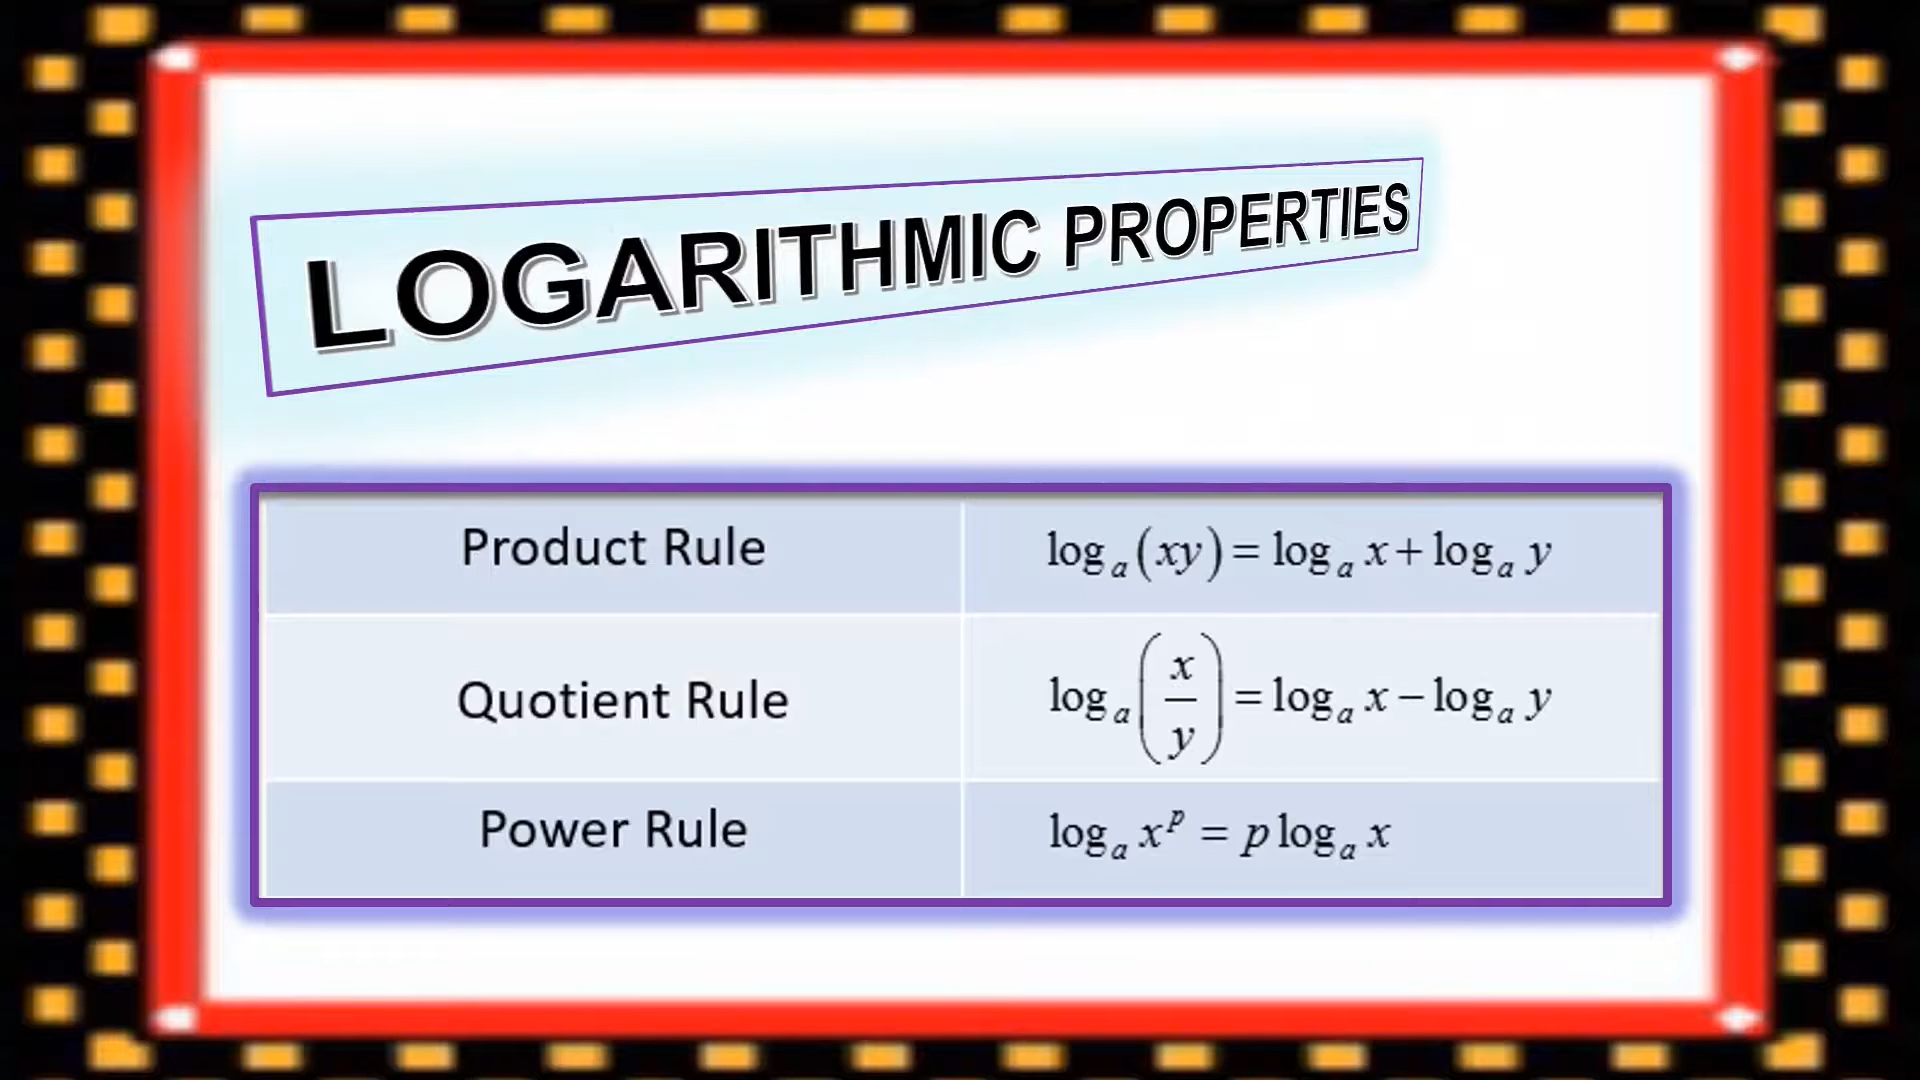 LOGARITHMIC PROPERTIES
Product Rule log_a(xy) = log_a x + log_a y
Quotient Rule log_a(x/y) = log_a x − log_a y
Power Rule log_a x^p = p log_a x